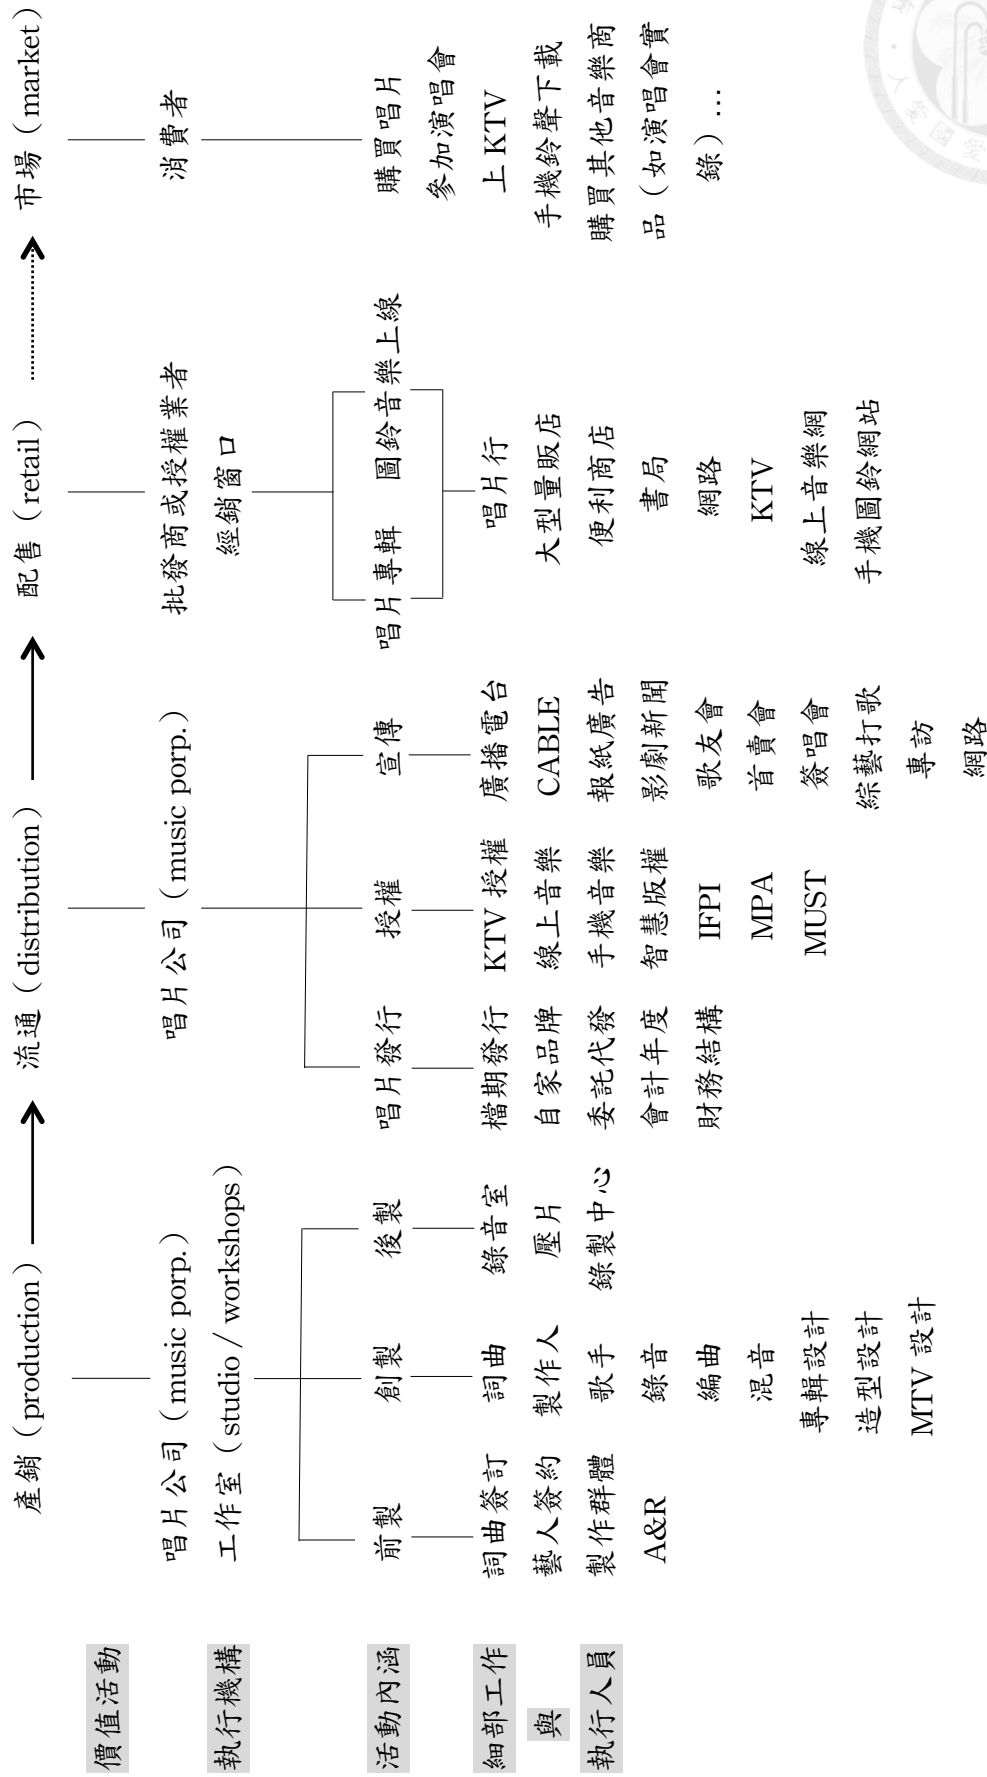 產銷（production）
流通（distribution）
配售（retail）
市場（market）
價值活動
執行機構
唱片公司（music porp.）
工作室（studio / workshops）
唱片公司（music porp.）
批發商或授權業者
經銷窗口
消費者
活動內涵
前製
創製
後製
唱片發行
授權
宣傳
唱片專輯
圖鈴音樂上線
細部工作
與
執行人員
詞曲簽訂
藝人簽約
製作群體
A&R
詞曲
製作人
歌手
錄音
編曲
混音
專輯設計
造型設計
MTV 設計
錄音室
壓片
錄製中心
檔期發行
自家品牌
委託代發
會計年度
財務結構
KTV 授權
線上音樂
手機音樂
智慧版權
IFPI
MPA
MUST
廣播電台
CABLE
報紙廣告
影劇新聞
歌友會
首賣會
簽唱會
綜藝打歌
專訪
網路
唱片行
大型量販店
便利商店
書局
網路
KTV
線上音樂網
手機圖鈴網站
購買唱片
參加演唱會
上 KTV
手機鈴聲下載
購買其他音樂商
品（如演唱會實
錄）…